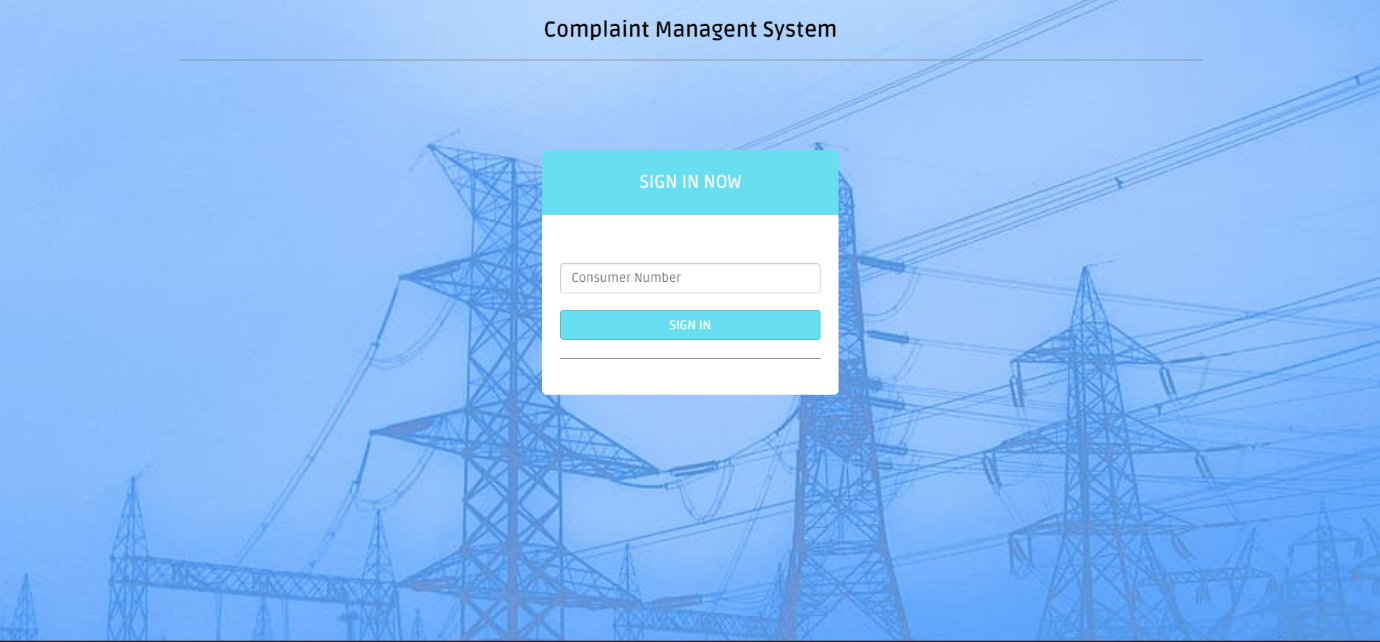 Complaint Managent System
SIGN IN NOW
Consumer Number
SIGN IN